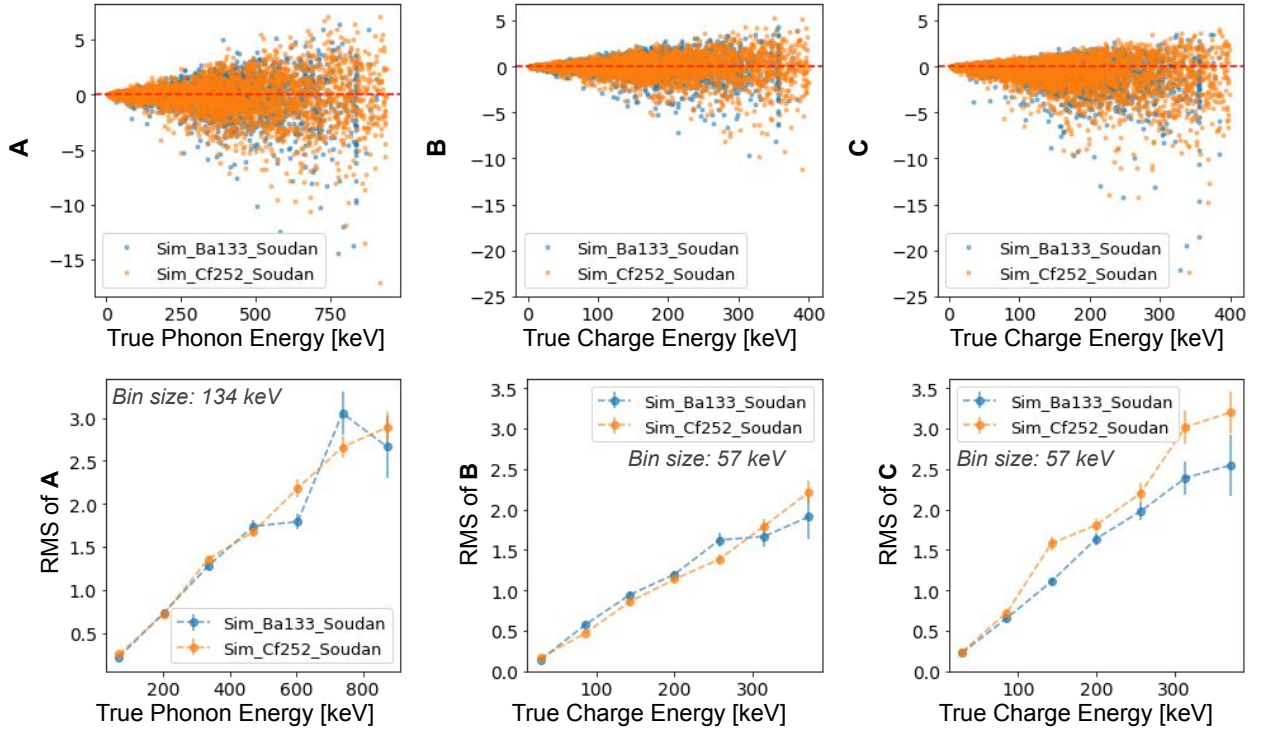 A
5
0
−5
−10
−15
Sim_Ba133_Soudan
Sim_Cf252_Soudan
0 250 500 750
True Phonon Energy [keV]
B
5
0
−5
−10
−15
−20
−25
Sim_Ba133_Soudan
Sim_Cf252_Soudan
0 100 200 300 400
True Charge Energy [keV]
C
5
0
−5
−10
−15
−20
−25
Sim_Ba133_Soudan
Sim_Cf252_Soudan
0 100 200 300 400
True Charge Energy [keV]
RMS of A
Bin size: 134 keV
3.0
2.5
2.0
1.5
1.0
0.5
Sim_Ba133_Soudan
Sim_Cf252_Soudan
200 400 600 800
True Phonon Energy [keV]
RMS of B
3.5
3.0
2.5
2.0
1.5
1.0
0.5
0.0
Sim_Ba133_Soudan
Sim_Cf252_Soudan
Bin size: 57 keV
100 200 300
True Charge Energy [keV]
RMS of C
3.5
3.0
2.5
2.0
1.5
1.0
0.5
0.0
Sim_Ba133_Soudan
Sim_Cf252_Soudan
Bin size: 57 keV
100 200 300
True Charge Energy [keV]